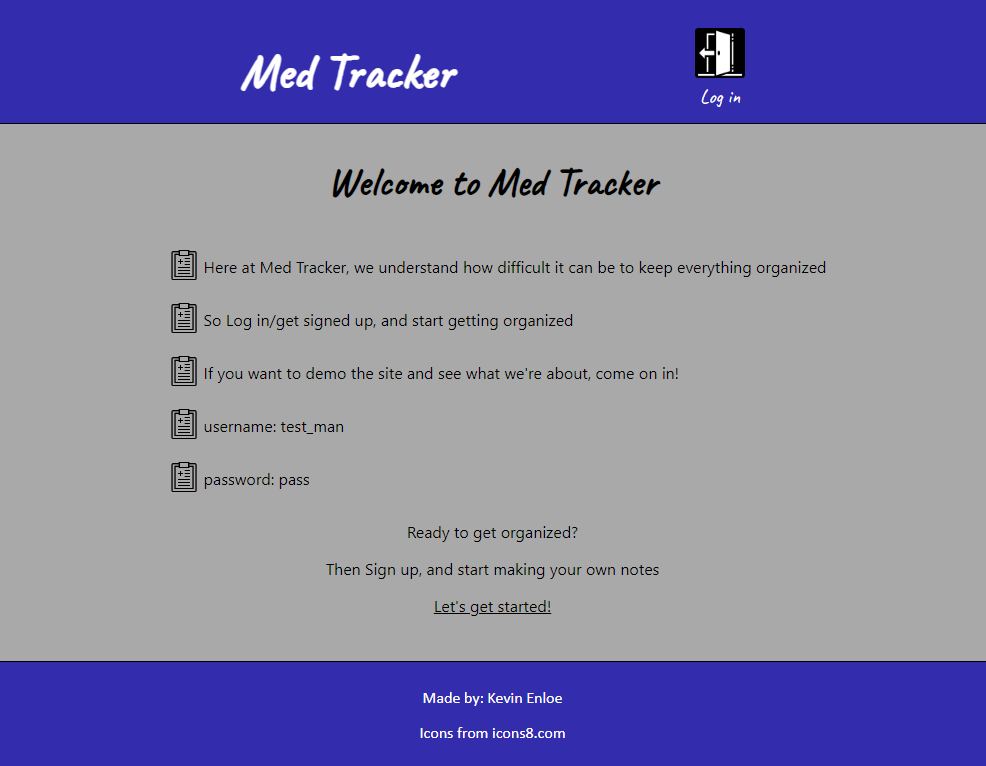 Med Tracker
Log in
Welcome to Med Tracker
Here at Med Tracker, we understand how difficult it can be to keep everything organized
So Log in/get signed up, and start getting organized
If you want to demo the site and see what we're about, come on in!
username: test_man
password: pass
Ready to get organized?
Then Sign up, and start making your own notes
Let's get started!
Made by: Kevin Enloe
Icons from icons8.com